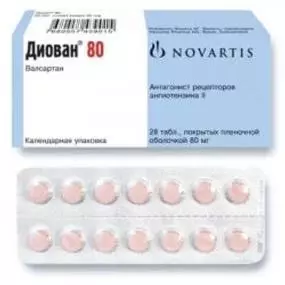 Диован® 80
Валсартан
Календарная упаковка
NOVARTIS
Антагонист рецепторов
ангиотензина II
28 табл., покрытых пленочной
оболочкой 80 мг